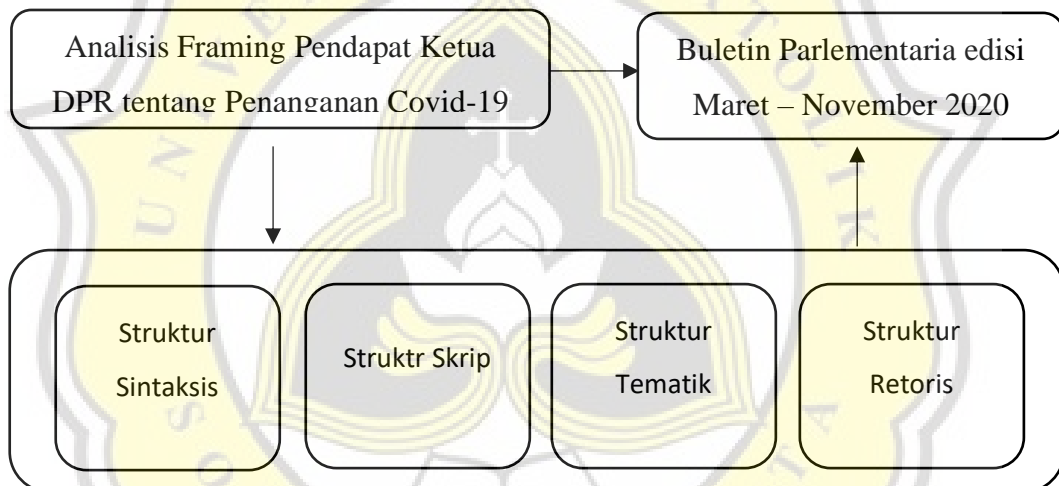 Analisis Framing Pendapat Ketua
DPR tentang Penanganan Covid-19
Buletin Parlementaria edisi
Maret – November 2020
Struktur
Sintaksis
Struktr Skrip
Struktur
Tematik
Struktur
Retoris